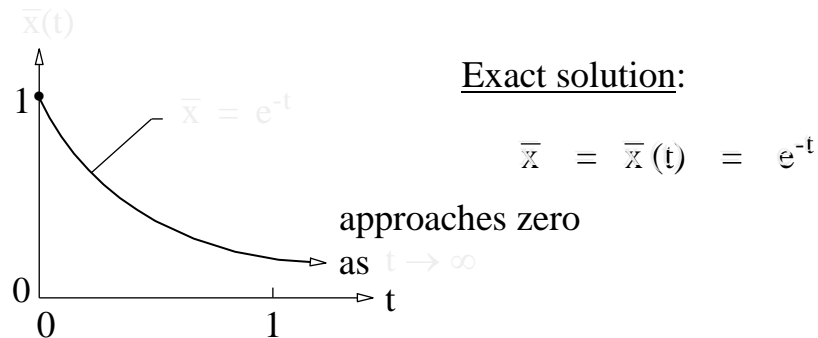 x̅(t)
Exact solution:
1
x̅ = e⁻ᵗ
x̅ = x̅(t) = e⁻ᵗ
approaches zero
as t → ∞
0
t
0 1